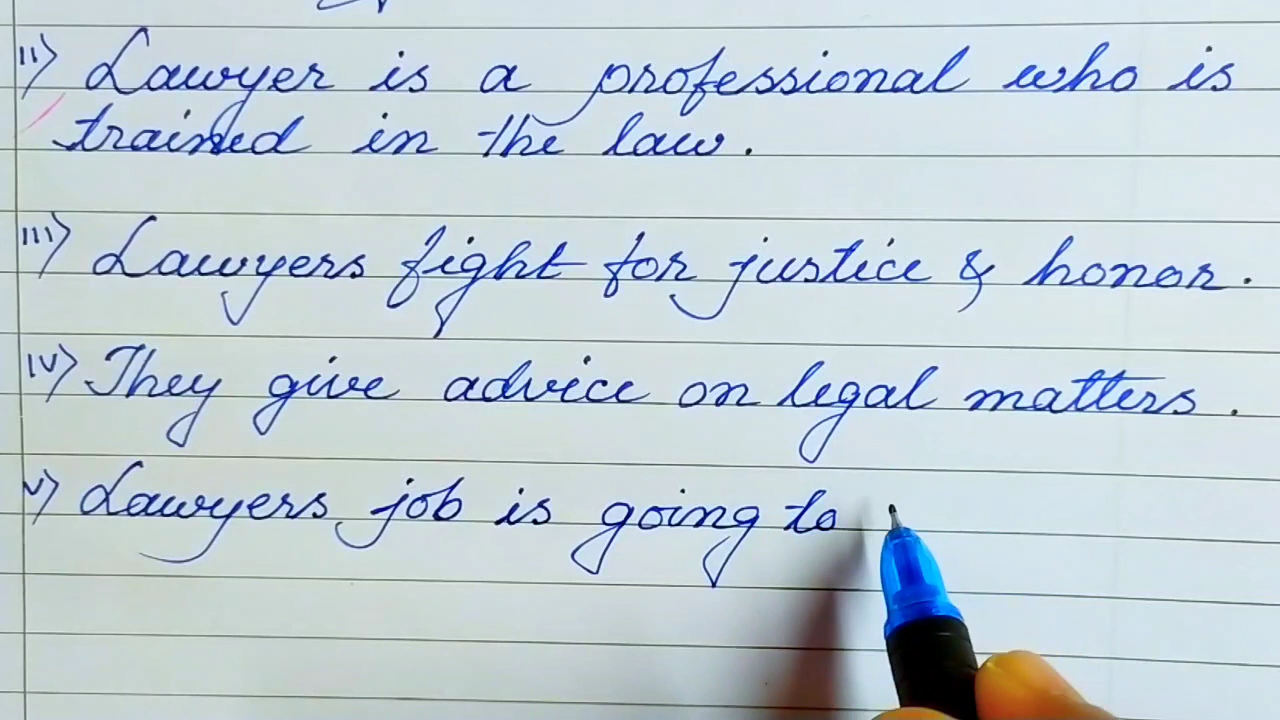 ii) Lawyer is a professional who is
trained in the law.
iii) Lawyers fight for justice & honor.
iv) They give advice on legal matters.
v) Lawyers job is going to